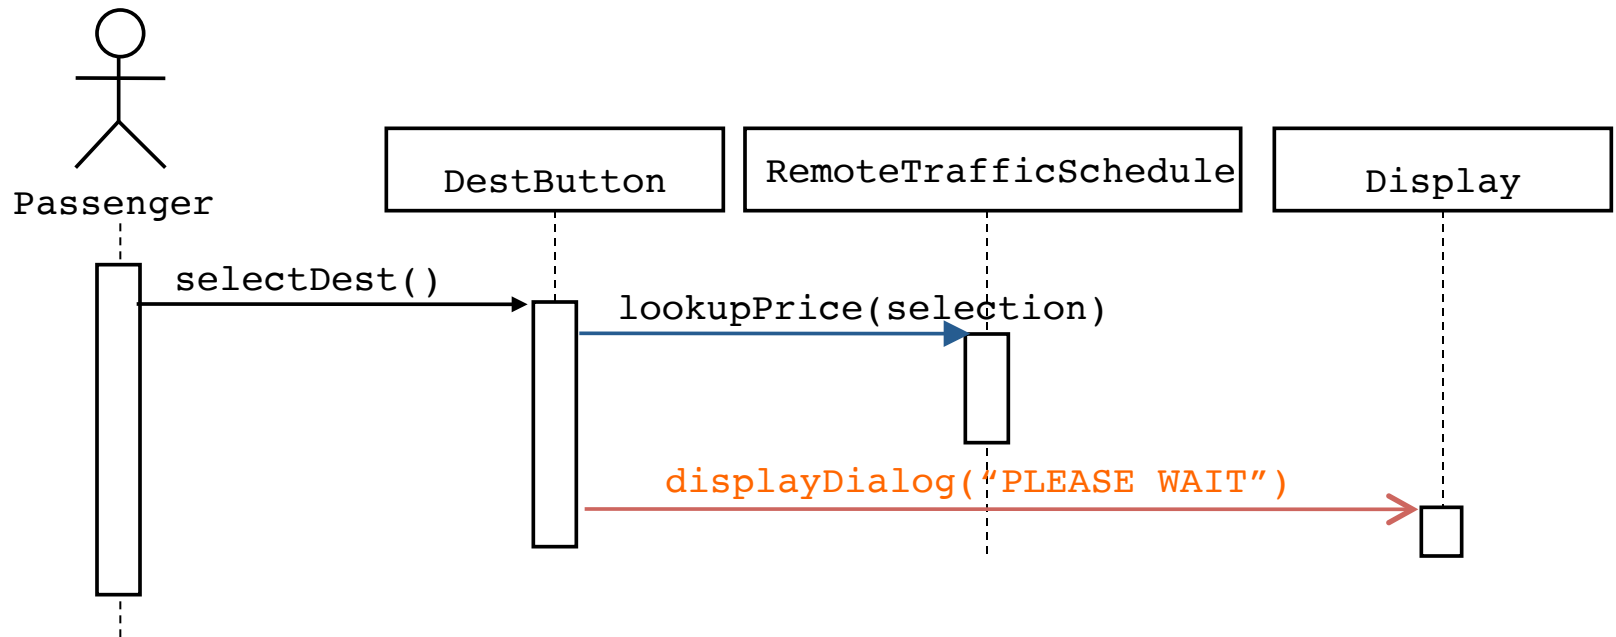 Passenger
DestButton
RemoteTrafficSchedule
Display
selectDest()
lookupPrice(selection)
displayDialog(“PLEASE WAIT”)